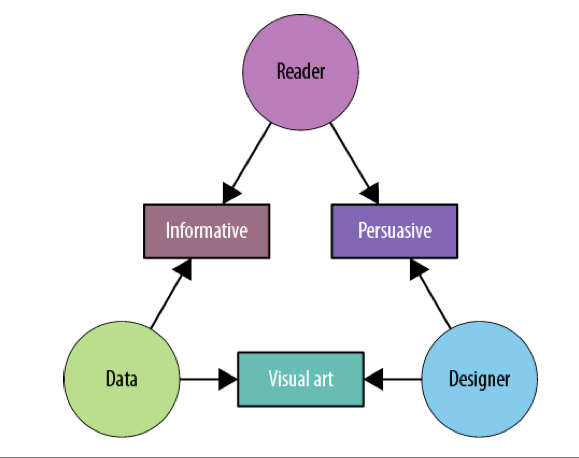 Reader
Informative
Persuasive
Data
Visual art
Designer